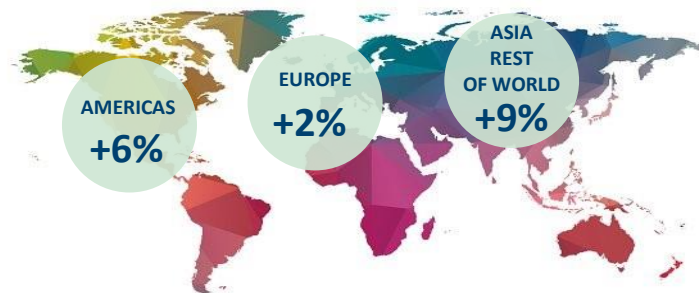 AMERICAS
+6%
EUROPE
+2%
ASIA
REST
OF WORLD
+9%